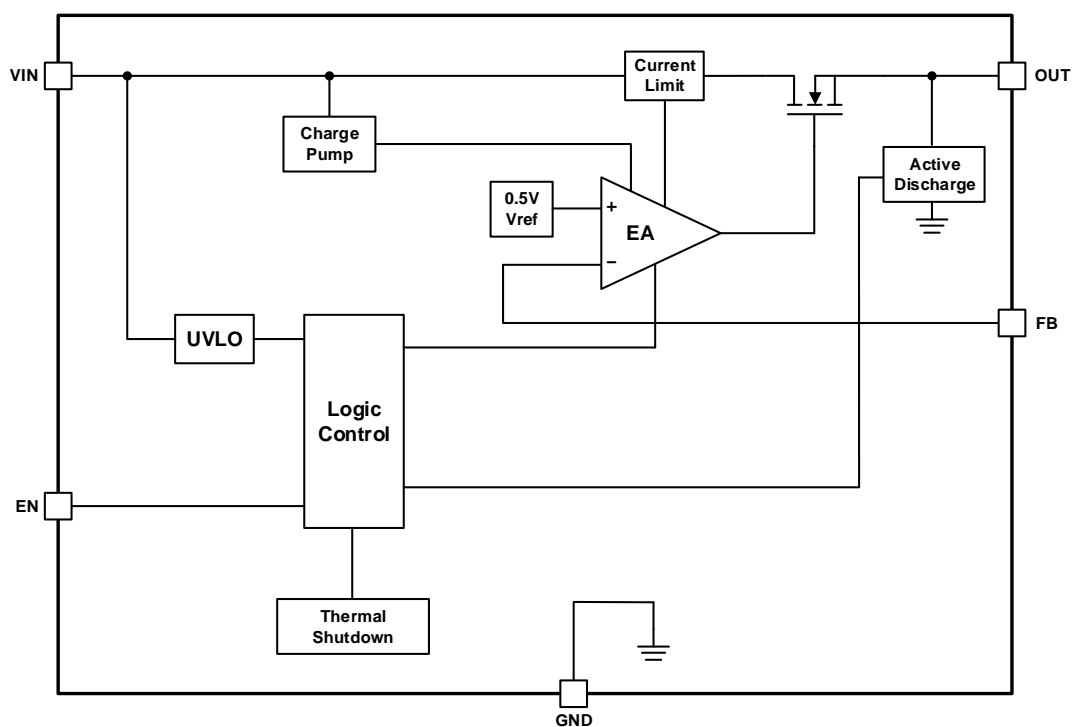 VIN
Current
Limit
OUT
Charge
Pump
Active
Discharge
0.5V
Vref
+
EA
−
FB
UVLO
Logic
Control
EN
Thermal
Shutdown
GND